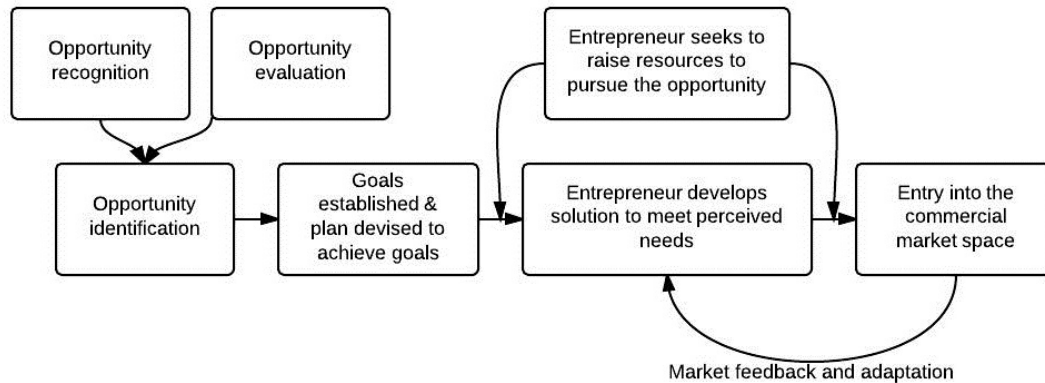 Opportunity
recognition
Opportunity
evaluation
Entrepreneur seeks to
raise resources to
pursue the opportunity
Opportunity
identification
Goals
established &
plan devised to
achieve goals
Entrepreneur develops
solution to meet perceived
needs
Entry into the
commercial
market space
Market feedback and adaptation